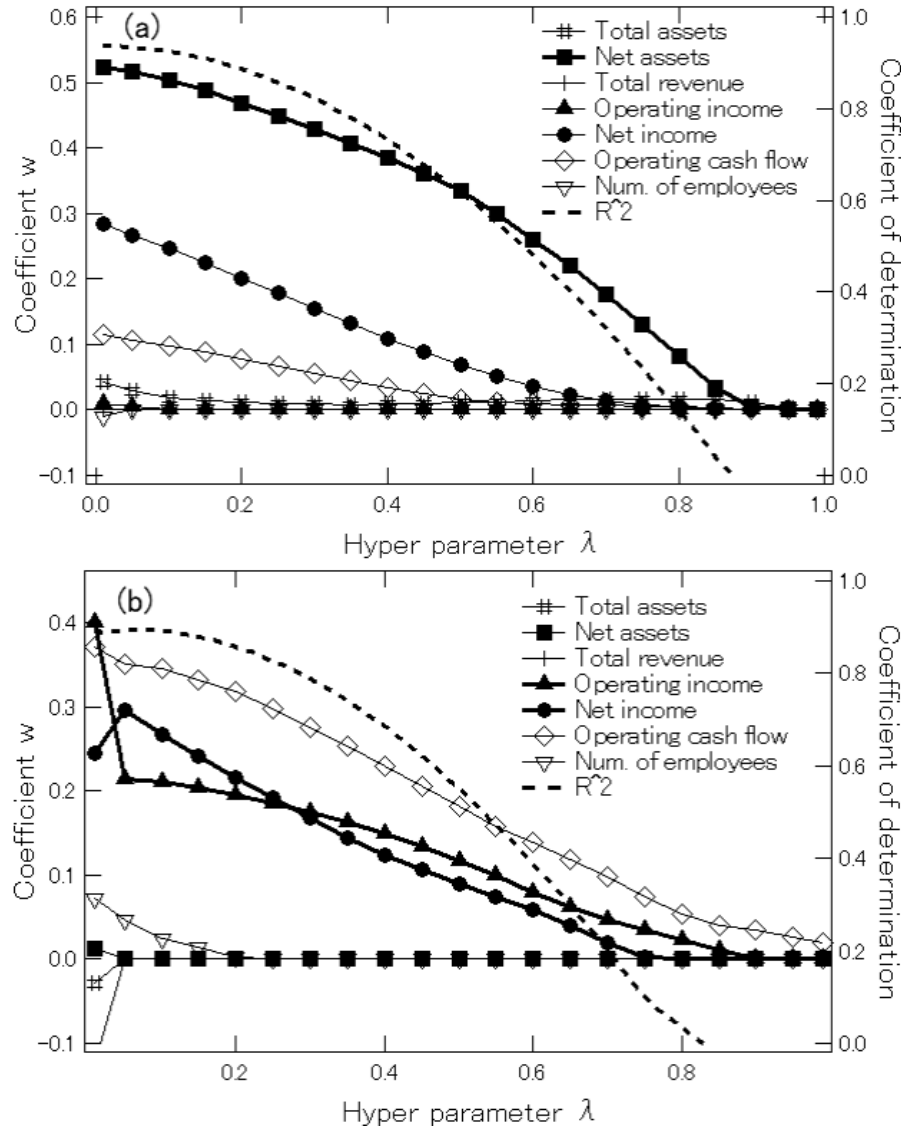 (a)
0.6
0.5
0.4
0.3
0.2
0.1
0.0
-0.1
Coefficient w
Total assets
Net assets
Total revenue
Operating income
Net income
Operating cash flow
Num. of employees
R^2
1.0
0.8
0.6
0.4
0.2
0.0
Coefficient of determination
0.0 0.2 0.4 0.6 0.8 1.0
Hyper parameter λ
(b)
0.4
0.3
0.2
0.1
0.0
-0.1
Coefficient w
Total assets
Net assets
Total revenue
Operating income
Net income
Operating cash flow
Num. of employees
R^2
1.0
0.8
0.6
0.4
0.2
0.0
Coefficient of determination
0.2 0.4 0.6 0.8
Hyper parameter λ